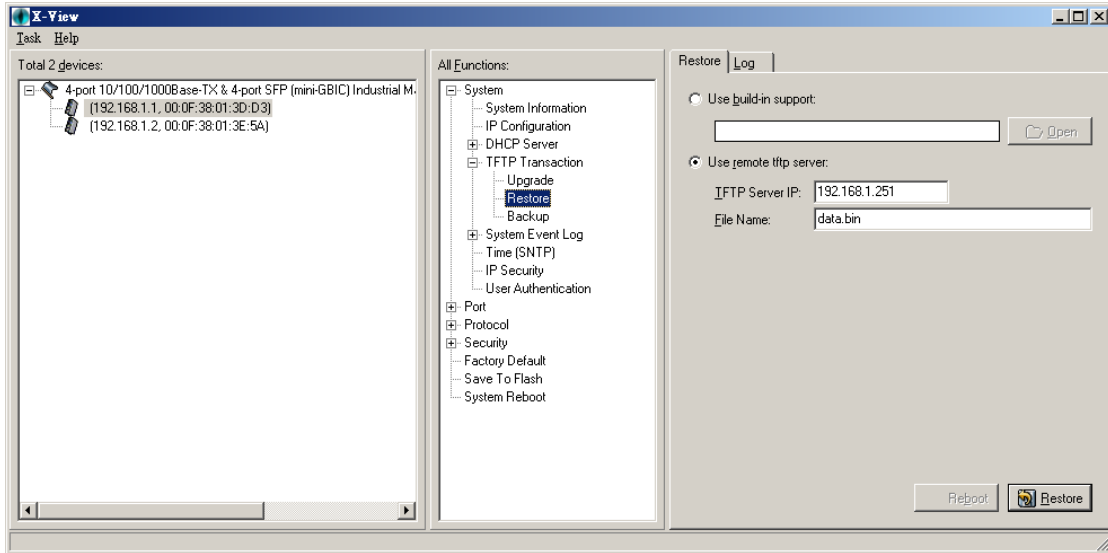 X-View
Task Help
Total 2 devices:
4-port 10/100/1000Base-TX & 4-port SFP (mini-GBIC) Industrial M
(192.168.1.1, 00:0F:38:01:3D:D3)
(192.168.1.2, 00:0F:38:01:3E:5A)
All Functions:
System
System Information
IP Configuration
DHCP Server
TFTP Transaction
Upgrade
Restore
Backup
System Event Log
Time (SNTP)
IP Security
User Authentication
Port
Protocol
Security
Factory Default
Save To Flash
System Reboot
Restore Log
Use build-in support:
Open
Use remote tftp server:
TFTP Server IP: 192.168.1.251
File Name: data.bin
Reboot Restore